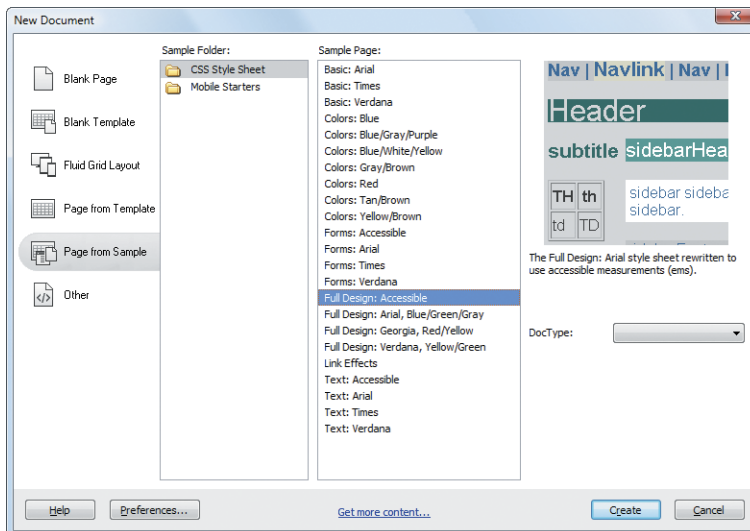 New Document
Blank Page
Blank Template
Fluid Grid Layout
Page from Template
Page from Sample
Other
Sample Folder:
CSS Style Sheet
Mobile Starters
Sample Page:
Basic: Arial
Basic: Times
Basic: Verdana
Colors: Blue
Colors: Blue/Gray/Purple
Colors: Blue/White/Yellow
Colors: Gray/Brown
Colors: Red
Colors: Tan/Brown
Colors: Yellow/Brown
Forms: Accessible
Forms: Arial
Forms: Times
Forms: Verdana
Full Design: Accessible
Full Design: Arial, Blue/Green/Gray
Full Design: Georgia, Red/Yellow
Full Design: Verdana, Yellow/Green
Link Effects
Text: Accessible
Text: Arial
Text: Times
Text: Verdana
Nav | Navlink | Nav |
Header
subtitle sidebarHea
TH th
td TD
sidebar sideba
sidebar.
The Full Design: Arial style sheet rewritten to
use accessible measurements (ems).
DocType:
Help
Preferences...
Get more content...
Create
Cancel